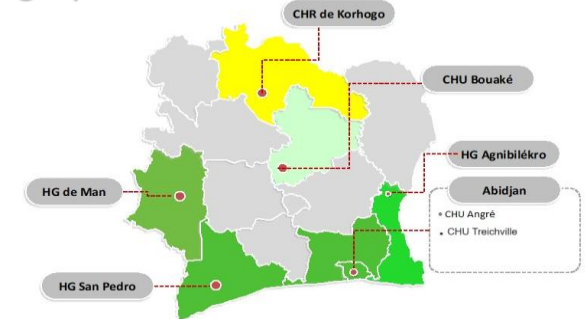 CHR de Korhogo
CHU Bouaké
HG Agnibilékro
HG de Man
Abidjan
• CHU Angré
• CHU Treichville
HG San Pedro